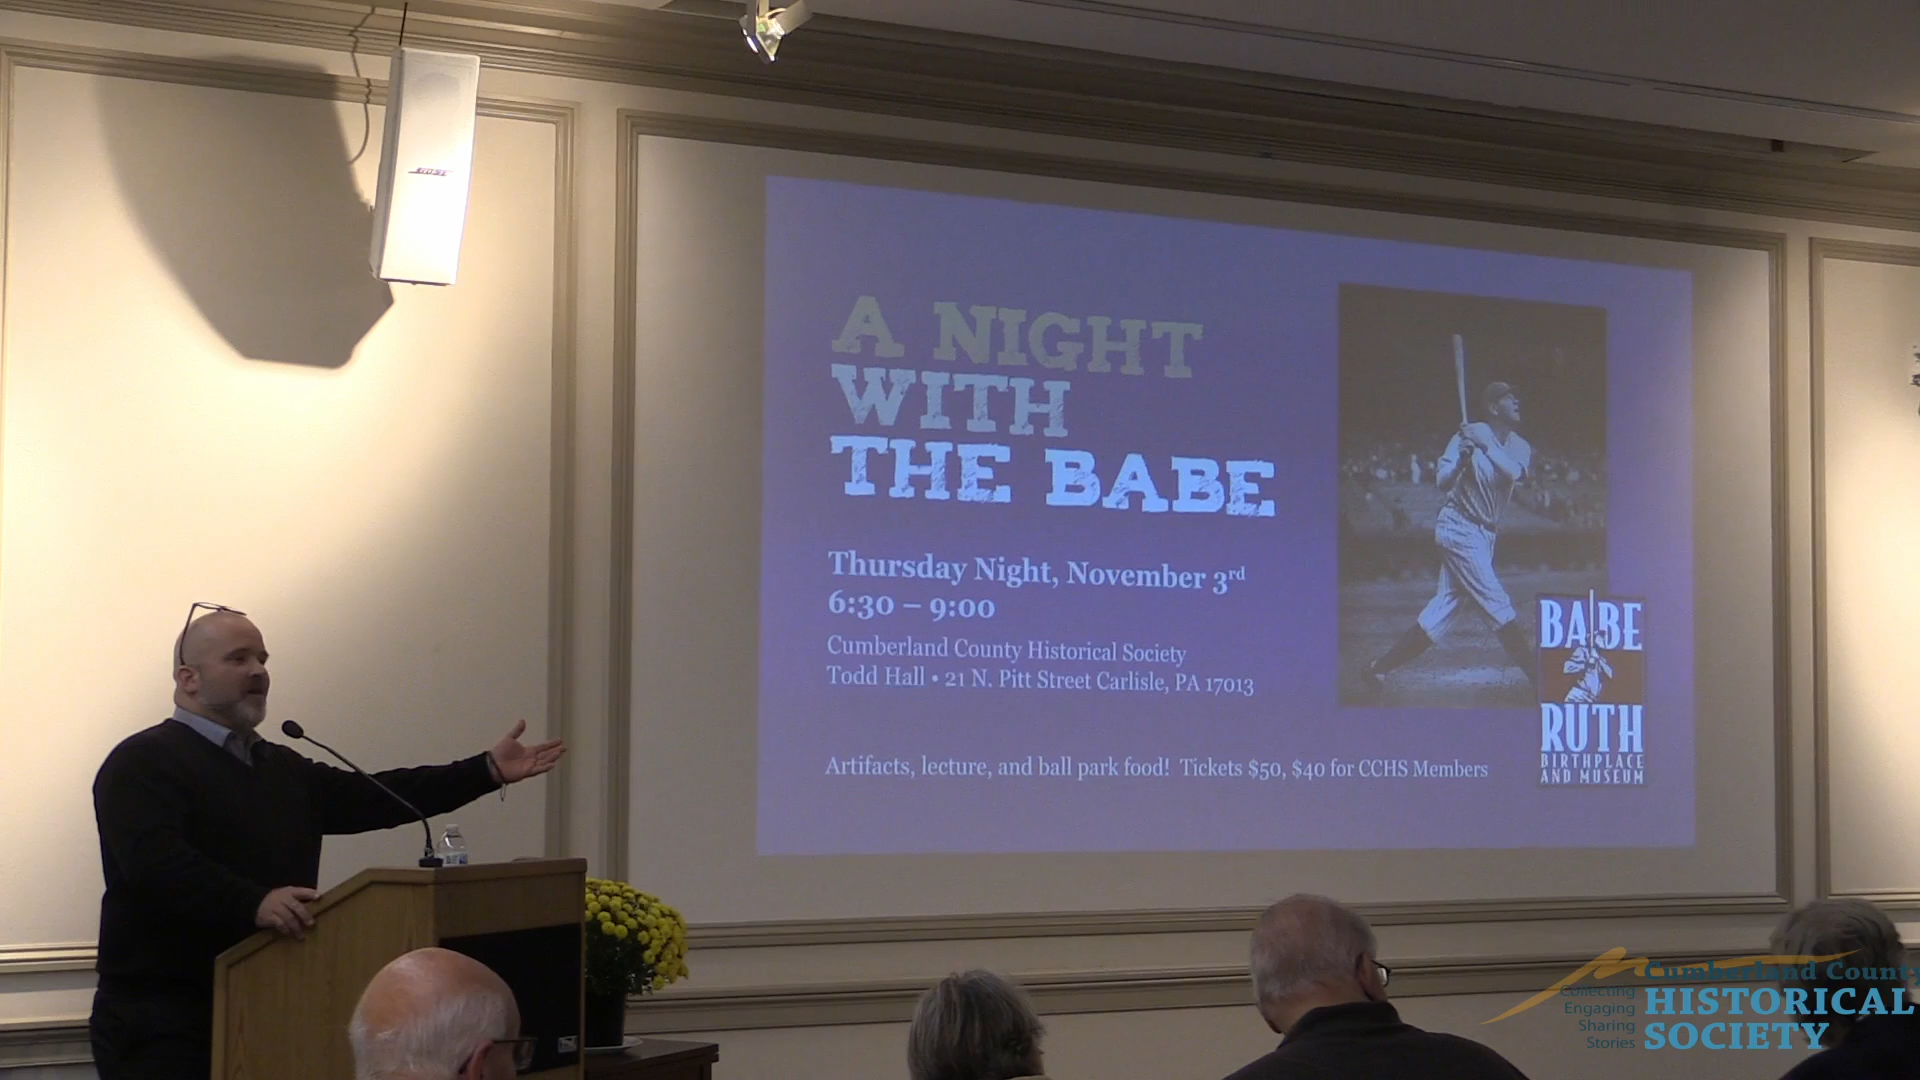 BOSE
A NIGHT
WITH
THE BABE
Thursday Night, November 3rd
6:30 – 9:00
Cumberland County Historical Society
Todd Hall • 21 N. Pitt Street Carlisle, PA 17013
Artifacts, lecture, and ball park food! Tickets $50, $40 for CCHS Members
BABE
RUTH
BIRTHPLACE
AND MUSEUM
Cumberland County
HISTORICAL
SOCIETY
Collecting
Engaging
Sharing
Stories